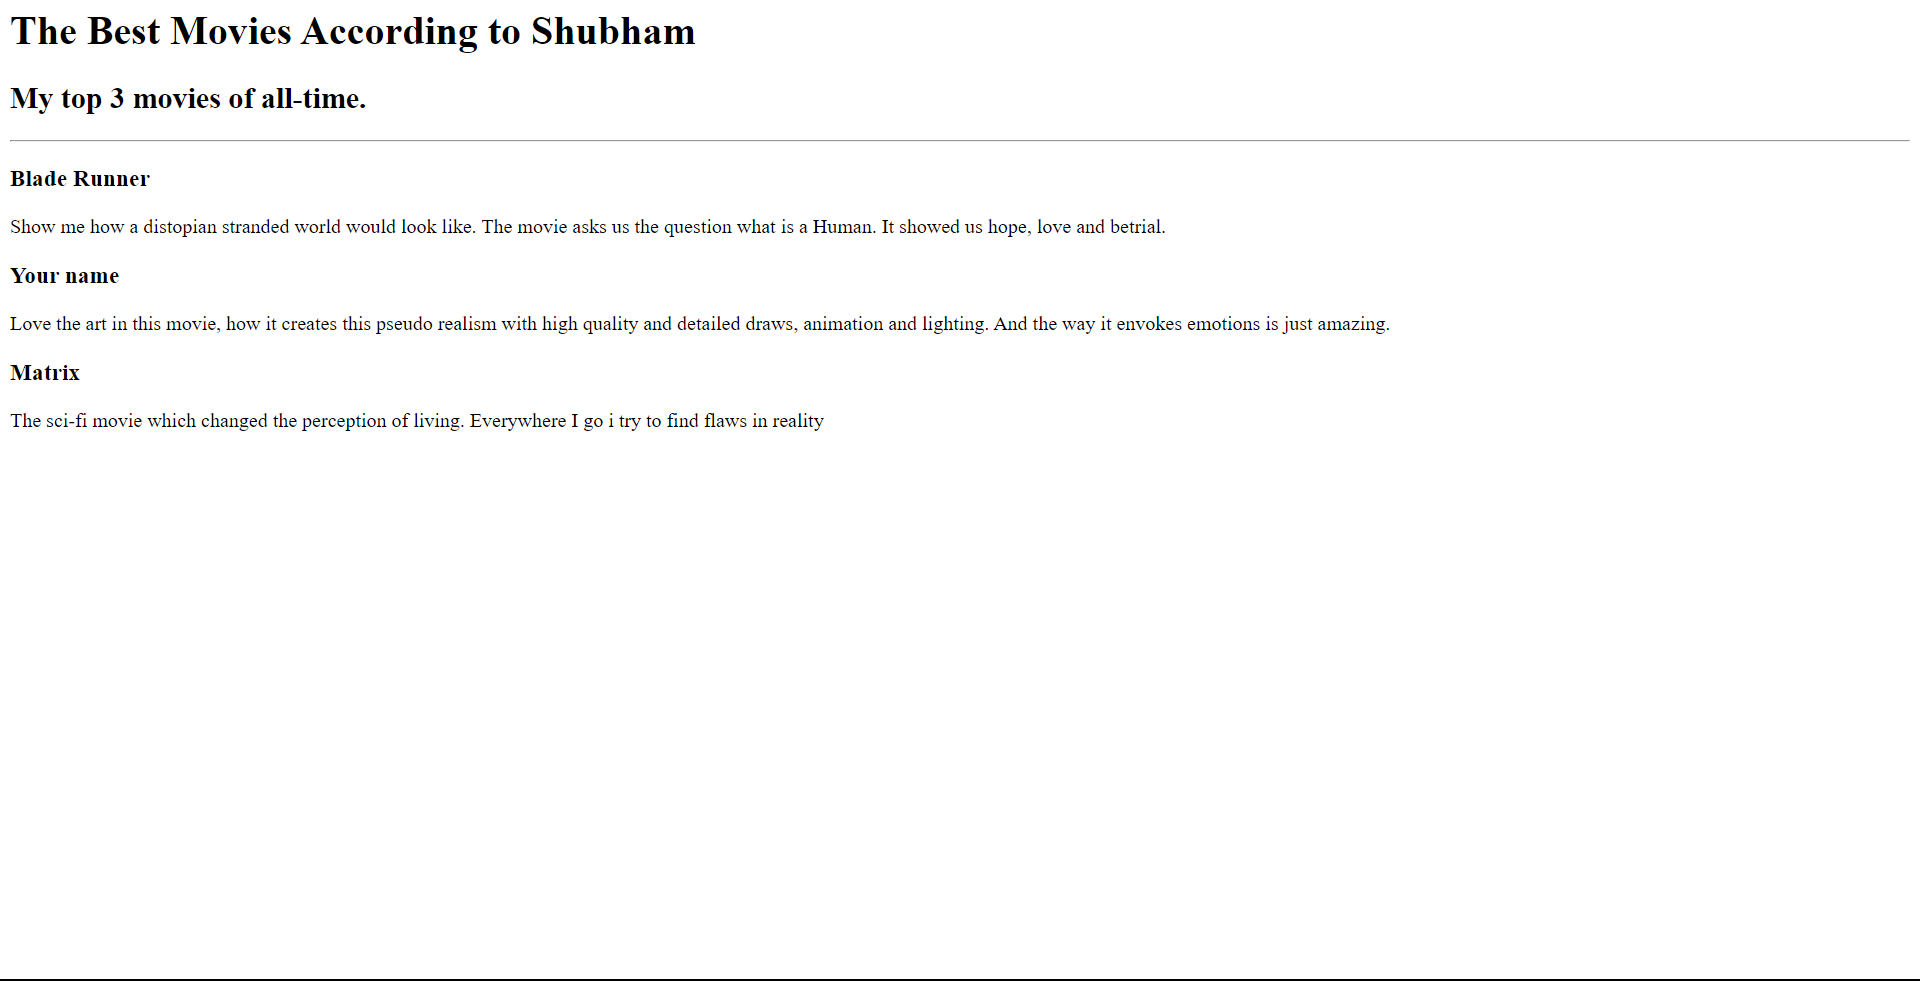 The Best Movies According to Shubham
My top 3 movies of all-time.
Blade Runner
Show me how a distopian stranded world would look like. The movie asks us the question what is a Human. It showed us hope, love and betrial.
Your name
Love the art in this movie, how it creates this pseudo realism with high quality and detailed draws, animation and lighting. And the way it envokes emotions is just amazing.
Matrix
The sci-fi movie which changed the perception of living. Everywhere I go i try to find flaws in reality